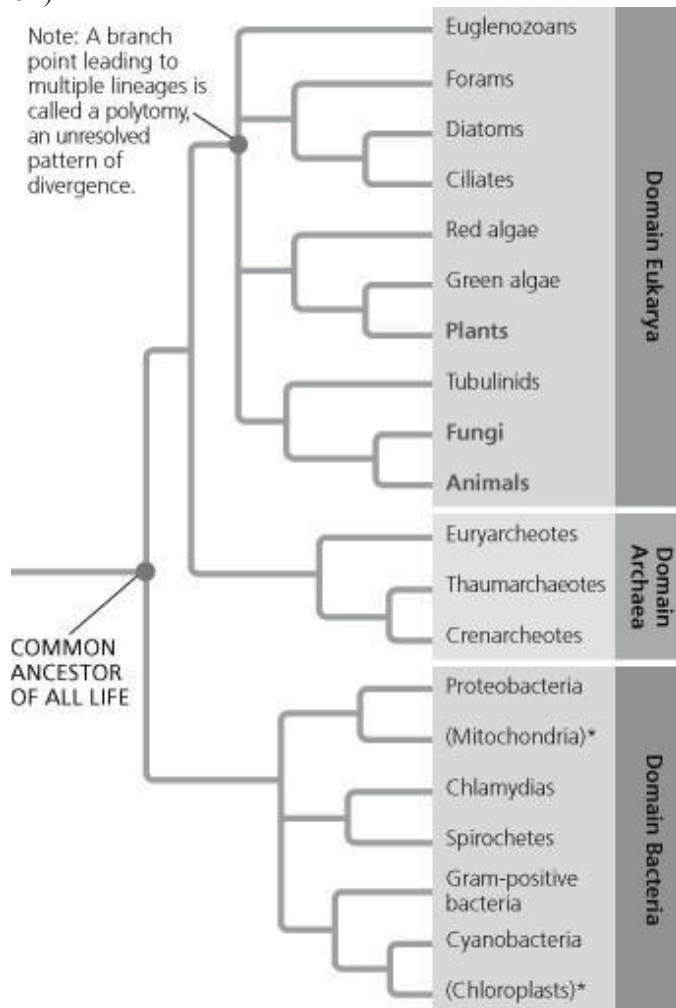 Note: A branch
point leading to
multiple lineages is
called a polytomy,
an unresolved
pattern of
divergence.
COMMON
ANCESTOR
OF ALL LIFE
Euglenozoans
Forams
Diatoms
Ciliates
Red algae
Green algae
Plants
Tubulinids
Fungi
Animals
Domain Eukarya
Euryarcheotes
Thaumarchaeotes
Crenarcheotes
Domain
Archaea
Proteobacteria
(Mitochondria)*
Chlamydias
Spirochetes
Gram-positive
bacteria
Cyanobacteria
(Chloroplasts)*
Domain Bacteria